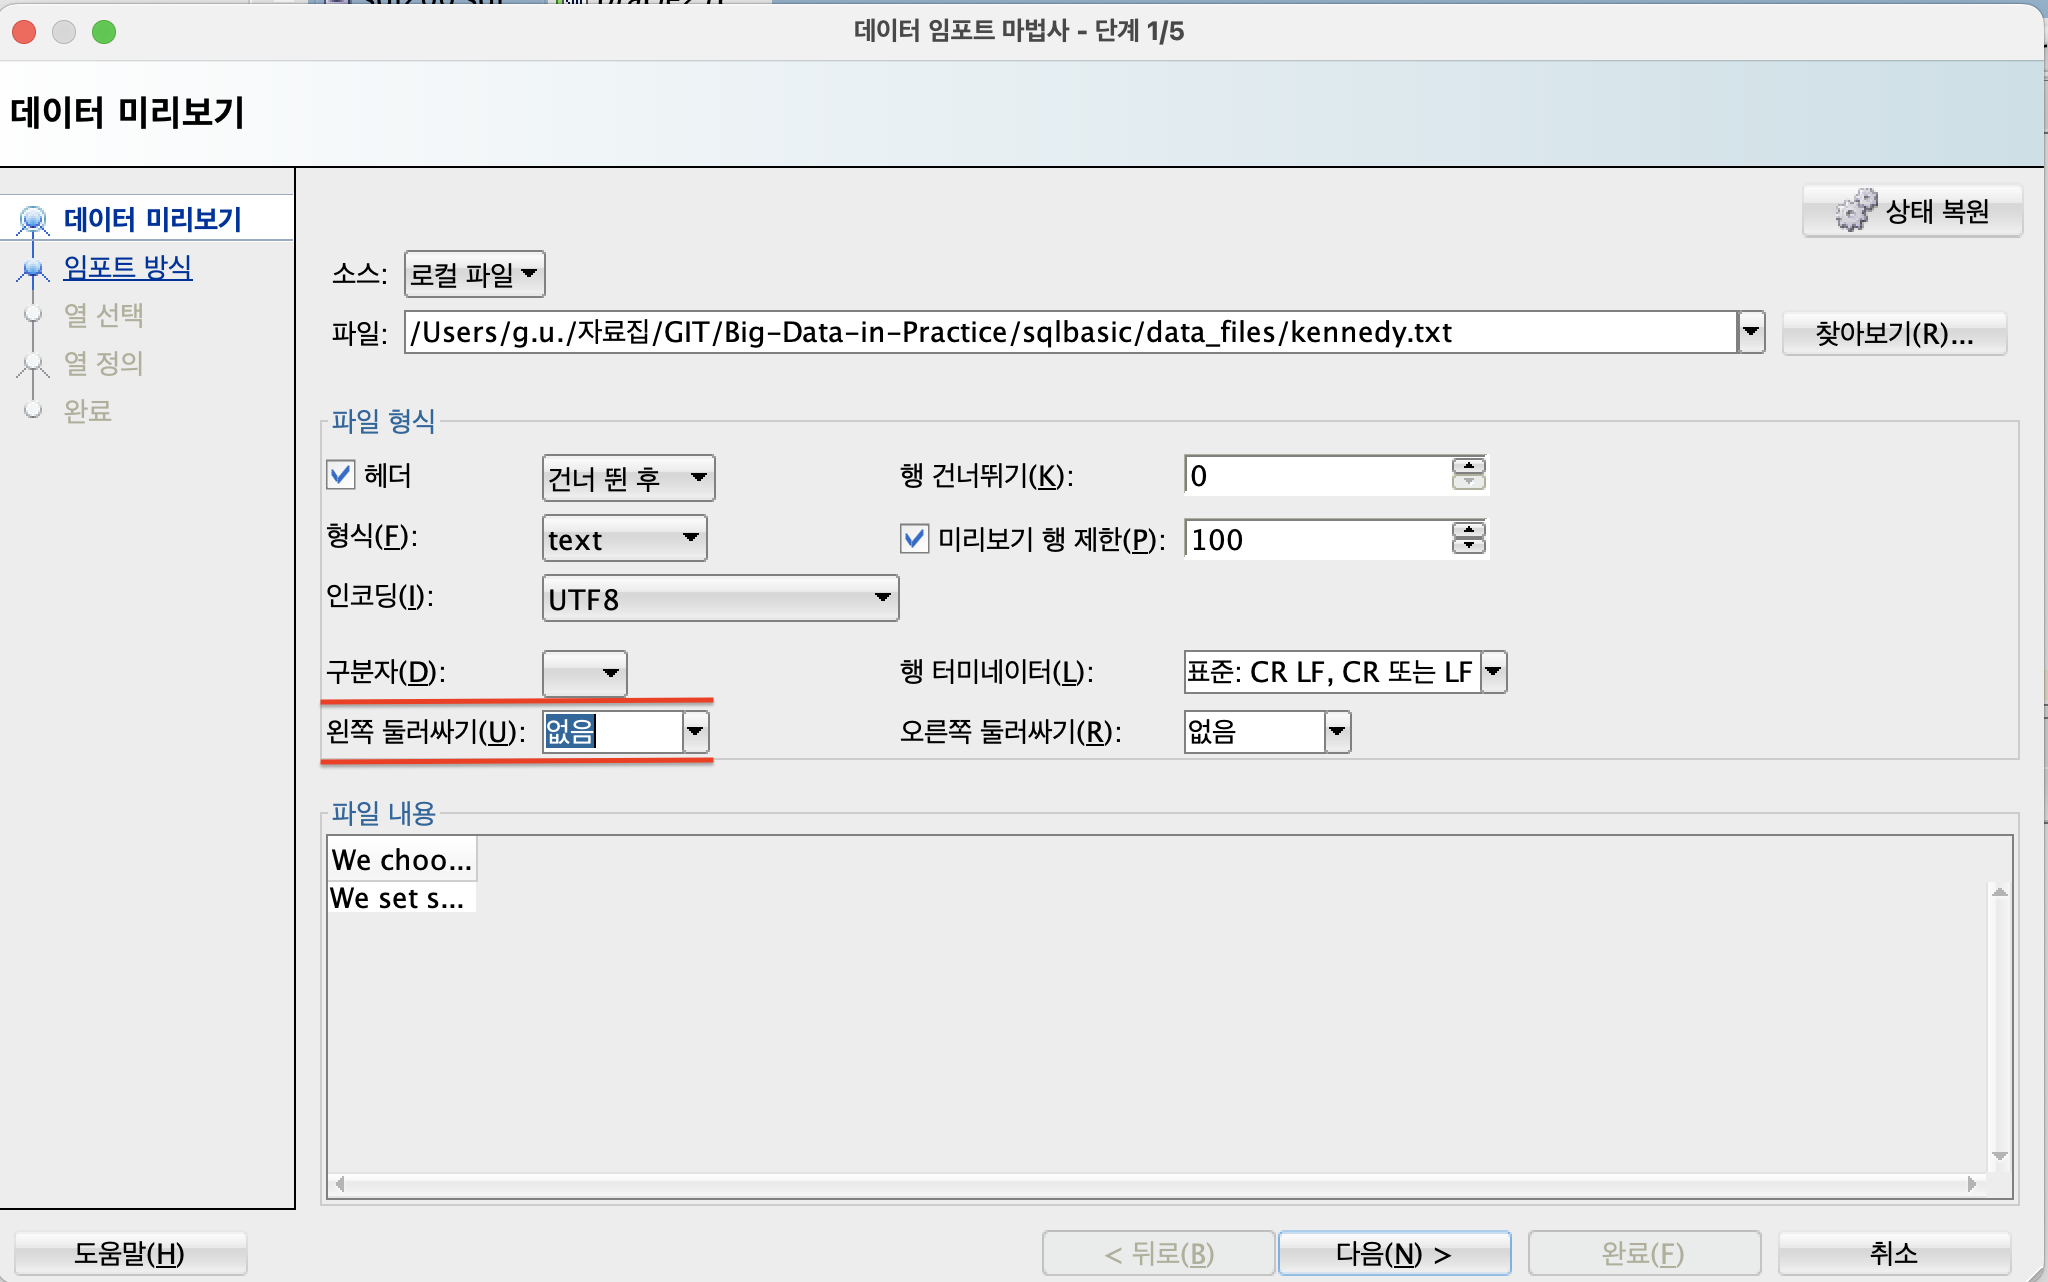 데이터 임포트 마법사 - 단계 1/5
데이터 미리보기
데이터 미리보기
임포트 방식
열 선택
열 정의
완료
상태 복원
소스: 로컬 파일
파일: /Users/g.u./자료집/GIT/Big-Data-in-Practice/sqlbasic/data_files/kennedy.txt 찾아보기(R)...
파일 형식
헤더 건너 뛴 후 행 건너뛰기(K): 0
형식(F): text 미리보기 행 제한(P): 100
인코딩(I): UTF8
구분자(D): 행 터미네이터(L): 표준: CR LF, CR 또는 LF
왼쪽 둘러싸기(U): 없음 오른쪽 둘러싸기(R): 없음
파일 내용
We choo...
We set s...
도움말(H) < 뒤로(B) 다음(N) > 완료(F) 취소